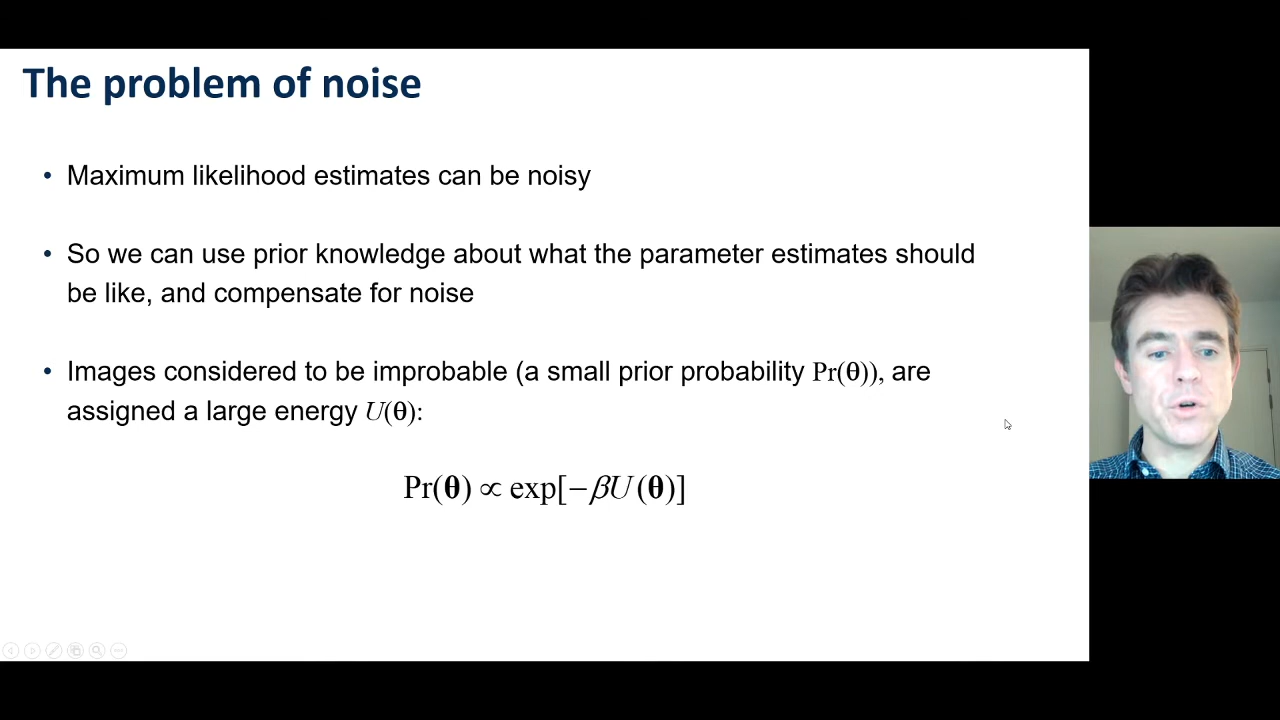 The problem of noise
• Maximum likelihood estimates can be noisy
• So we can use prior knowledge about what the parameter estimates should
be like, and compensate for noise
• Images considered to be improbable (a small prior probability Pr(θ)), are
assigned a large energy U(θ):
Pr(θ) ∝ exp[−βU(θ)]